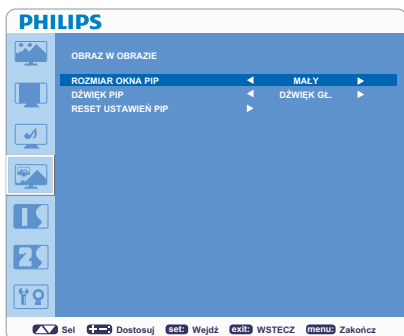 PHILIPS
OBRAZ W OBRAZIE
ROZMIAR OKNA PIP ◀ MAŁY ▶
DŹWIĘK PIP ◀ DŹWIĘK GŁ. ▶
RESET USTAWIEŃ PIP ▶
Sel Dostosuj set: Wejdź exit: WSTECZ menu: Zakończ